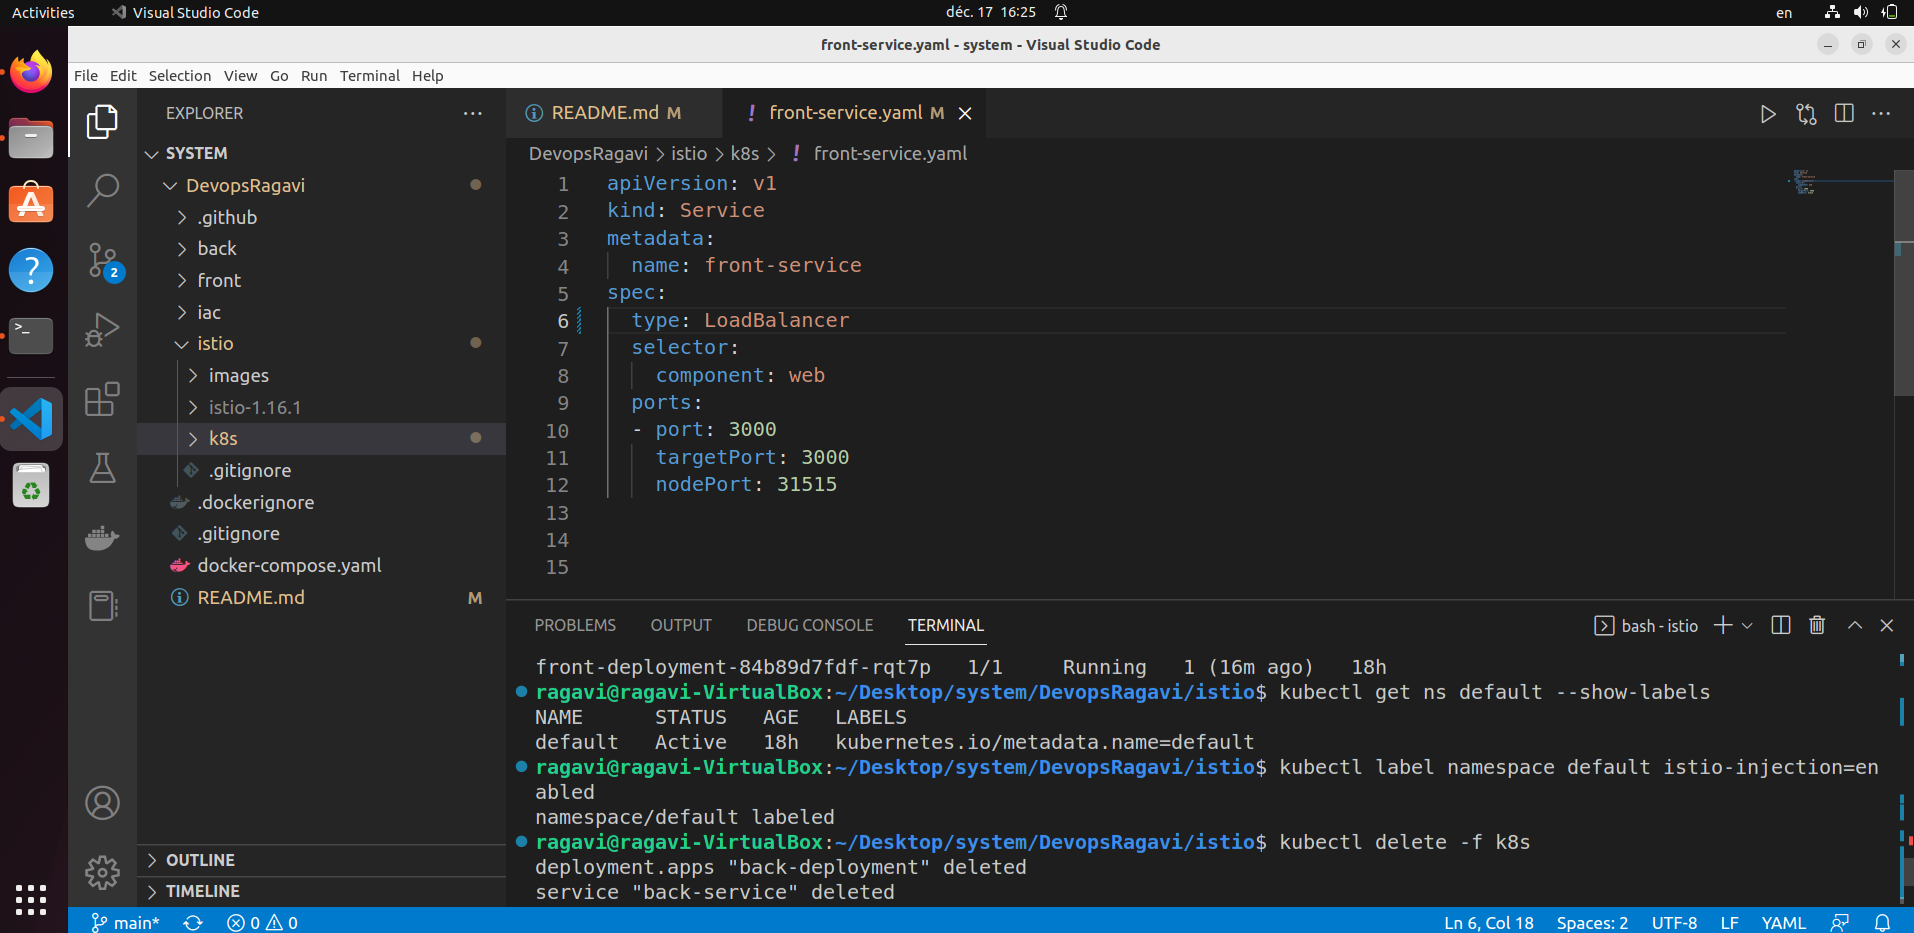 Activities Visual Studio Code déc. 17 16:25 en
front-service.yaml - system - Visual Studio Code
File Edit Selection View Go Run Terminal Help
EXPLORER
SYSTEM
DevopsRagavi
.github
back
front
iac
istio
images
istio-1.16.1
k8s
.gitignore
.dockerignore
.gitignore
docker-compose.yaml
README.md M
OUTLINE
TIMELINE
2
README.md M ! front-service.yaml M
DevopsRagavi > istio > k8s > ! front-service.yaml
1 apiVersion: v1
2 kind: Service
3 metadata:
4 name: front-service
5 spec:
6 type: LoadBalancer
7 selector:
8 component: web
9 ports:
10 - port: 3000
11 targetPort: 3000
12 nodePort: 31515
13
14
15
PROBLEMS OUTPUT DEBUG CONSOLE TERMINAL bash - istio
front-deployment-84b89d7fdf-rqt7p 1/1 Running 1 (16m ago) 18h
ragavi@ragavi-VirtualBox:~/Desktop/system/DevopsRagavi/istio$ kubectl get ns default --show-labels
NAME STATUS AGE LABELS
default Active 18h kubernetes.io/metadata.name=default
ragavi@ragavi-VirtualBox:~/Desktop/system/DevopsRagavi/istio$ kubectl label namespace default istio-injection=en
abled
namespace/default labeled
ragavi@ragavi-VirtualBox:~/Desktop/system/DevopsRagavi/istio$ kubectl delete -f k8s
deployment.apps "back-deployment" deleted
service "back-service" deleted
main* 0 0 Ln 6, Col 18 Spaces: 2 UTF-8 LF YAML